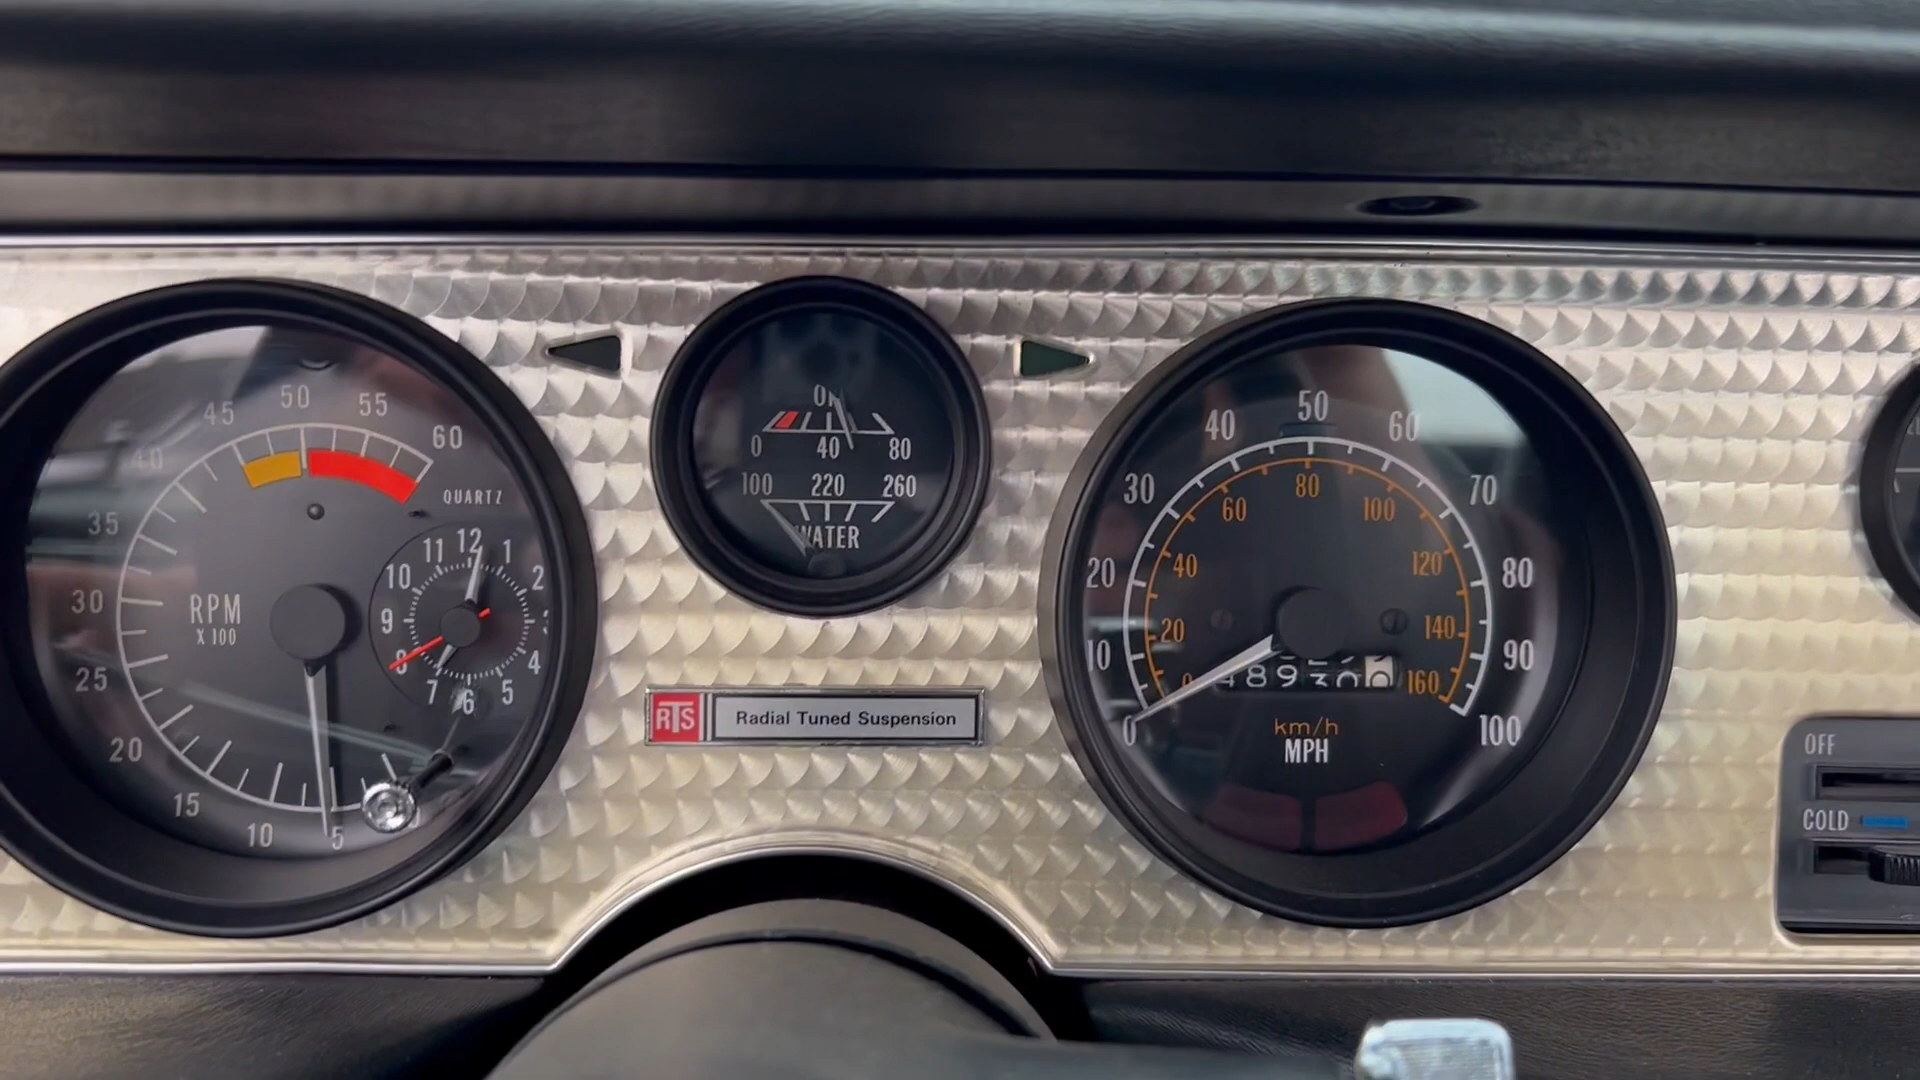 45 50 55 60
40
35
30
25
20
15
10
5
RPM
X 100
QUARTZ
12 1 2 4 5 6 7 8 9 10 11
0 40 80
100 220 260
WATER
RTS Radial Tuned Suspension
0 10 20 30 40 50 60 70 80 90 100
20 40 60 80 100 120 140 160
km/h
MPH
OFF
COLD